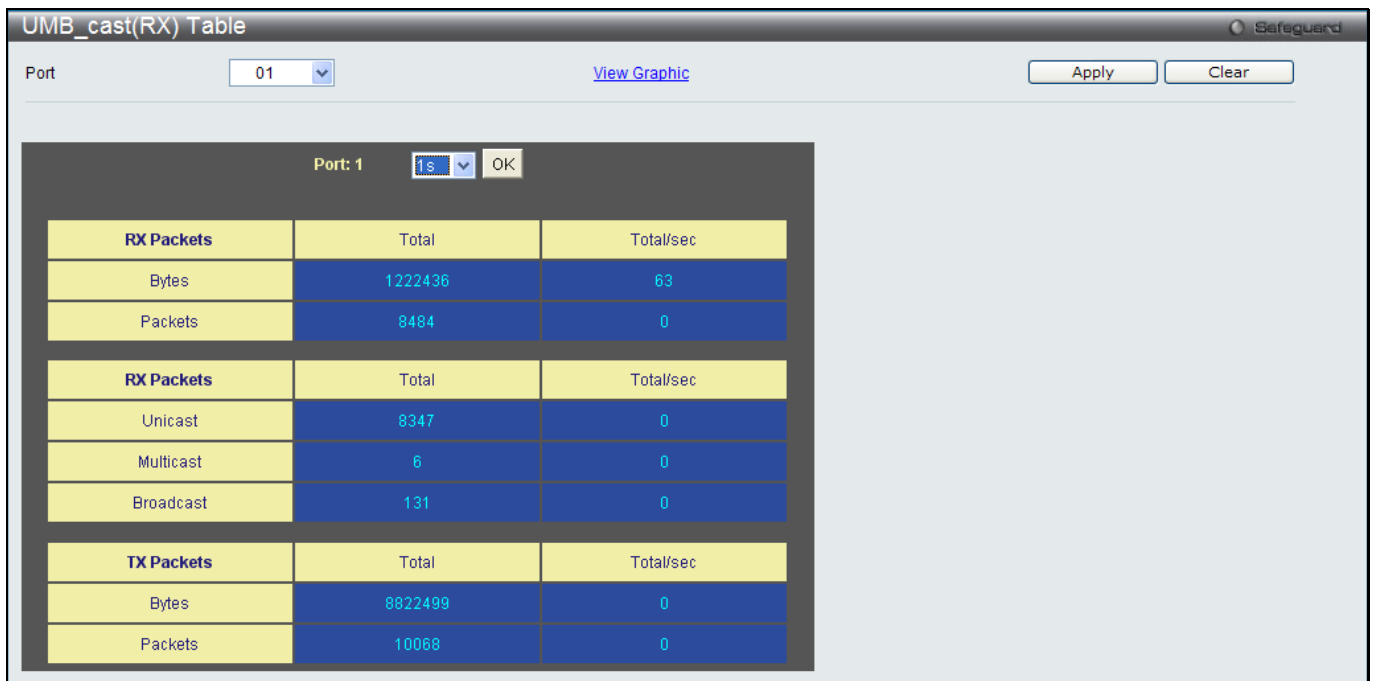 UMB_cast(RX) Table Safeguard
Port 01 View Graphic Apply Clear
Port: 1 1s OK
RX Packets Total Total/sec
Bytes 1222436 63
Packets 8484 0
RX Packets Total Total/sec
Unicast 8347 0
Multicast 6 0
Broadcast 131 0
TX Packets Total Total/sec
Bytes 8822499 0
Packets 10068 0